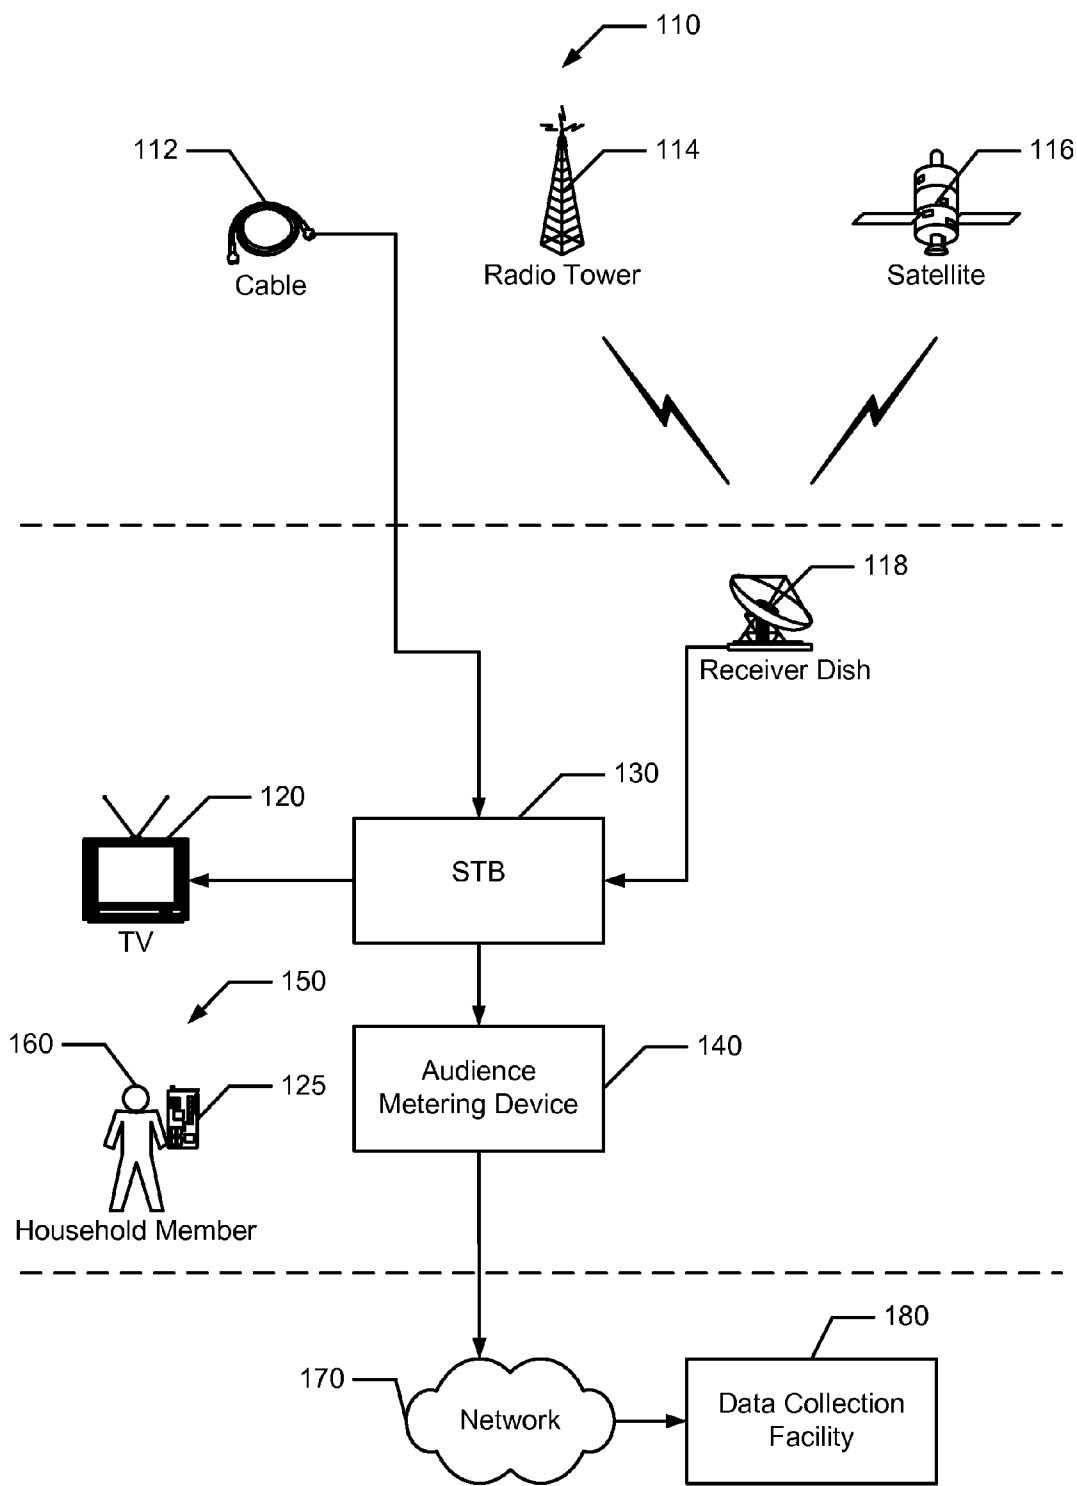 110
112
114
116
Cable
Radio Tower
Satellite
118
Receiver Dish
130
120
STB
TV
150
160
140
125
Audience
Metering Device
Household Member
180
170
Network
Data Collection
Facility